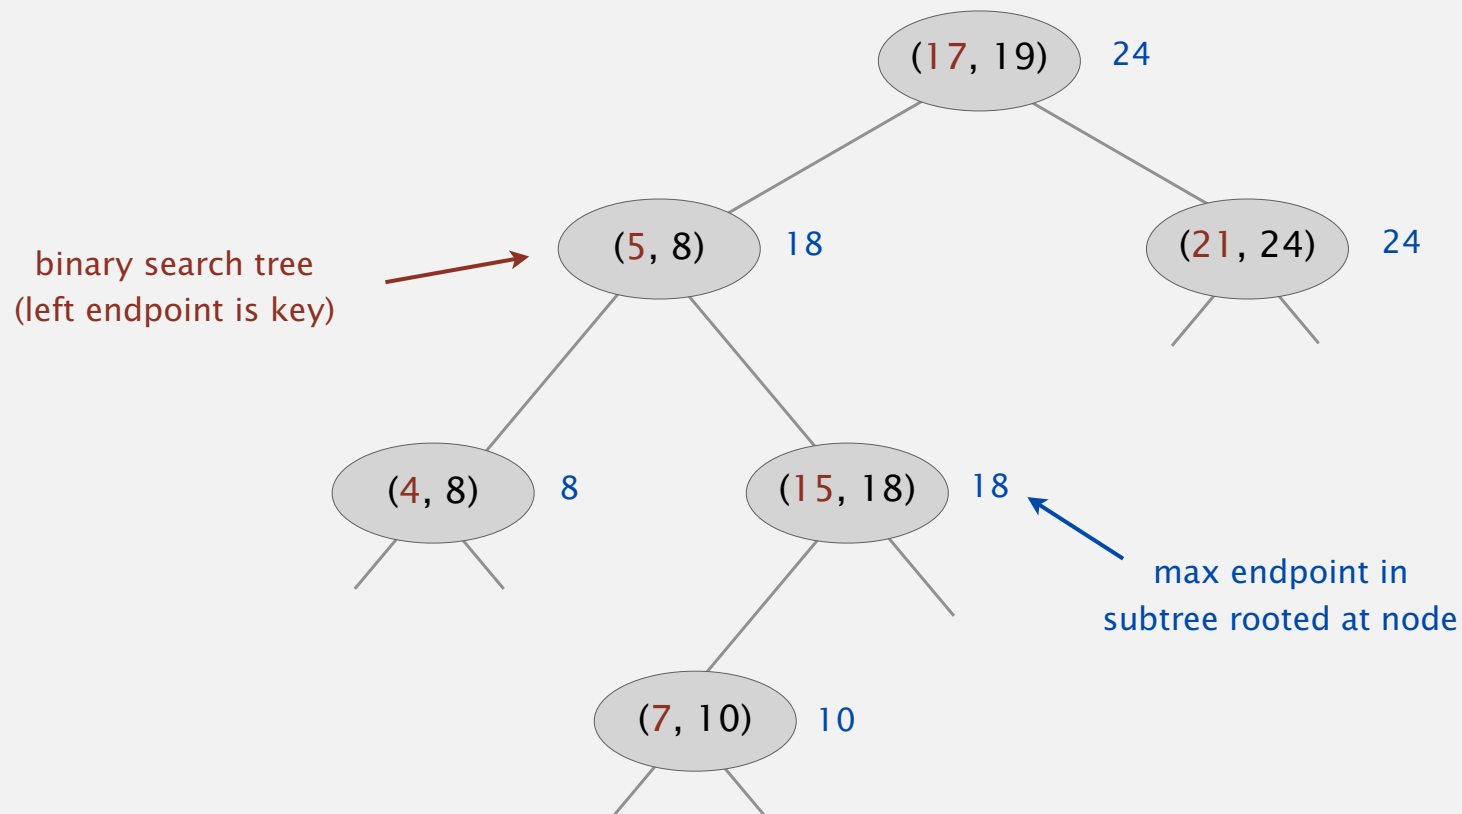 (17, 19) 24
(5, 8) 18
(21, 24) 24
binary search tree
(left endpoint is key)
(4, 8) 8
(15, 18) 18
max endpoint in
subtree rooted at node
(7, 10) 10